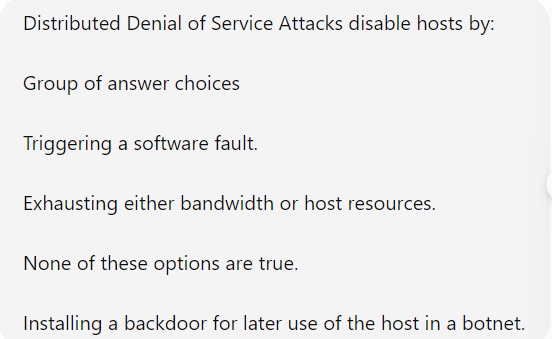 Distributed Denial of Service Attacks disable hosts by:
Group of answer choices
Triggering a software fault.
Exhausting either bandwidth or host resources.
None of these options are true.
Installing a backdoor for later use of the host in a botnet.